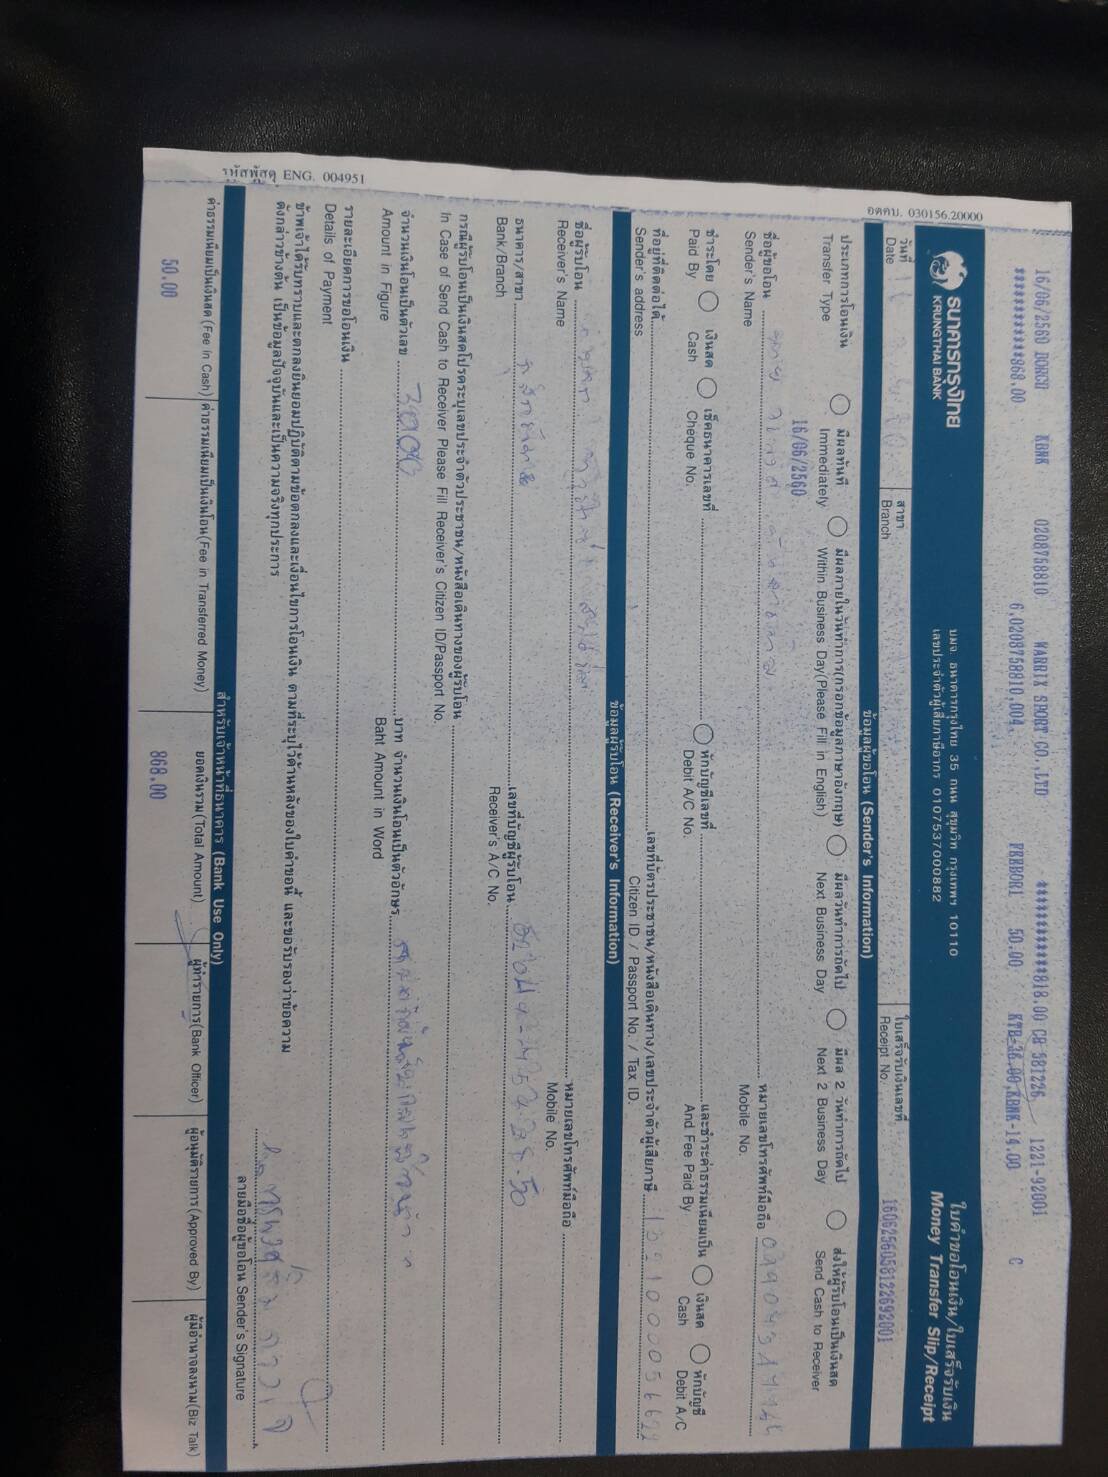 อคตบ. 030156.20000
16/06/2560 BORCH KBNK 0208758810 WARRIX SPORT CO.,LTD ************818.00 CB 581226 1221-92001
***********868.00 6,0208758810,004. PEEBORI 50.00 KTB-36.00,KBNK-14.00 C
ธนาคารกรุงไทย
KRUNGTHAI BANK
บมจ. ธนาคารกรุงไทย 35 ถนน สุขุมวิท กรุงเทพฯ 10110
เลขประจำตัวผู้เสียภาษีอากร 0107537000882
ใบคำขอโอนเงิน/ใบเสร็จรับเงิน
Money Transfer Slip/Receipt
วันที่ สาขา ใบเสร็จรับเงินเลขที่
Date Branch Receipt No. 1606256058122692001
ข้อมูลผู้ขอโอน (Sender's Information)
ประเภทการโอนเงิน มีผลทันที มีผลภายในวันทำการ(กรอกข้อมูลภาษาอังกฤษ) มีผลวันทำการถัดไป มีผล 2 วันทำการถัดไป ส่งให้ผู้รับโอนเป็นเงินสด
Transfer Type Immediately Within Business Day(Please Fill in English) Next Business Day Next 2 Business Day Send Cash to Receiver
16/06/2560
ชื่อผู้ขอโอน หมายเลขโทรศัพท์มือถือ
Sender's Name Mobile No.
ชำระโดย เงินสด เช็คธนาคารเลขที่ หักบัญชีเลขที่ และชำระค่าธรรมเนียมเป็น เงินสด หักบัญชี
Paid By Cash Cheque No. Debit A/C No. And Fee Paid By Cash Debit A/C
ที่อยู่ที่ติดต่อได้ เลขที่บัตรประชาชน/หนังสือเดินทาง/เลขประจำตัวผู้เสียภาษี
Sender's address Citizen ID / Passport No. / Tax ID.
ข้อมูลผู้รับโอน (Receiver's Information)
ชื่อผู้รับโอน หมายเลขโทรศัพท์มือถือ
Receiver's Name Mobile No.
ธนาคาร/สาขา กสิกรไทย เลขที่บัญชีผู้รับโอน
Bank/Branch Receiver's A/C No.
กรณีผู้รับโอนเป็นเงินสดโปรดระบุเลขประจำตัวประชาชน/หนังสือเดินทางของผู้รับโอน
In Case of Send Cash to Receiver Please Fill Receiver's Citizen ID/Passport No.
จำนวนเงินโอนเป็นตัวเลข บาท จำนวนเงินโอนเป็นตัวอักษร
Amount in Figure Baht Amount in Word
รายละเอียดการขอโอนเงิน
Details of Payment
ข้าพเจ้าได้รับทราบและตกลงยินยอมปฏิบัติตามข้อตกลงและเงื่อนไขการโอนเงิน ตามที่ระบุไว้ด้านหลังของใบคำขอนี้ และขอรับรองว่าข้อความ
ดังกล่าวข้างต้น เป็นข้อมูลปัจจุบันและเป็นความจริงทุกประการ
ลายมือชื่อผู้ขอโอน Sender's Signature
สำหรับเจ้าหน้าที่ธนาคาร (Bank Use Only)
ค่าธรรมเนียมเป็นเงินสด (Fee in Cash) ค่าธรรมเนียมเป็นเงินโอน(Fee in Transferred Money) ยอดเงินรวม(Total Amount) ผู้ทำรายการ(Bank Officer) ผู้อนุมัติรายการ(Approved By) ผู้มีอำนาจลงนาม(Biz Talk)
50.00 868.00
รหัสพัสดุ ENG. 004951